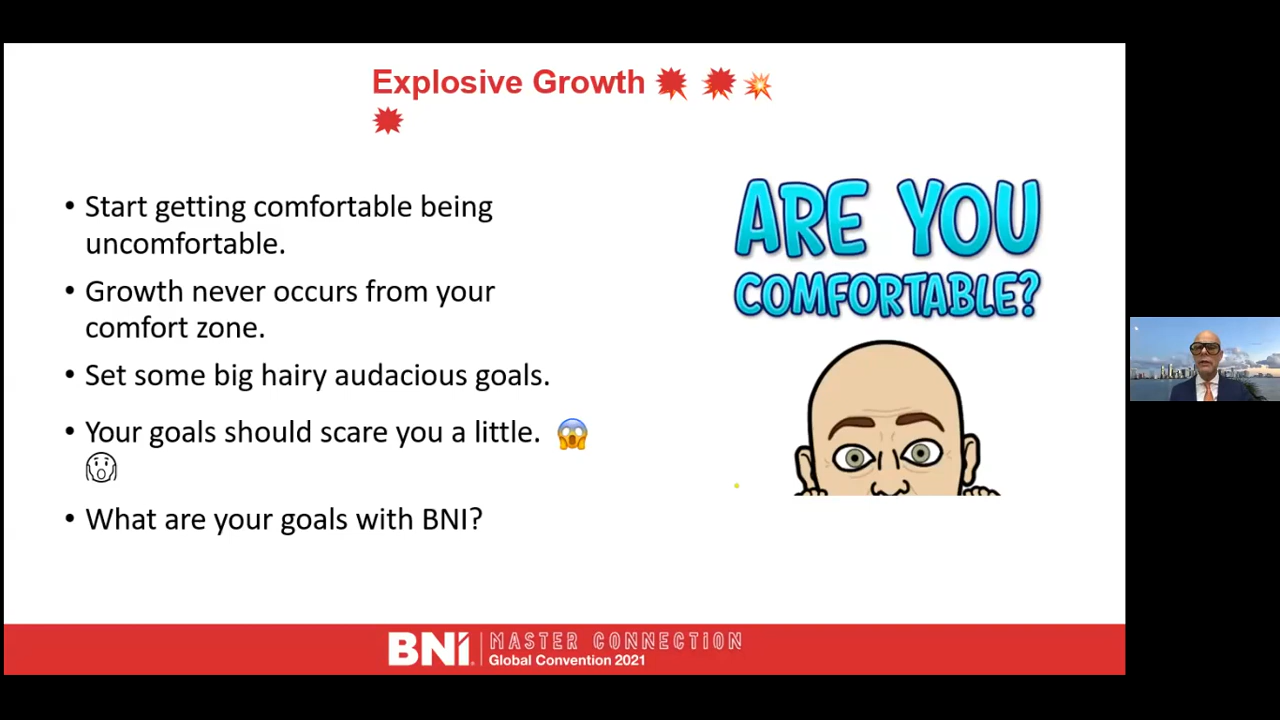 Explosive Growth
• Start getting comfortable being
uncomfortable.
• Growth never occurs from your
comfort zone.
• Set some big hairy audacious goals.
• Your goals should scare you a little.
• What are your goals with BNI?
ARE YOU
COMFORTABLE?
BNI
MASTER CONNECTION
Global Convention 2021